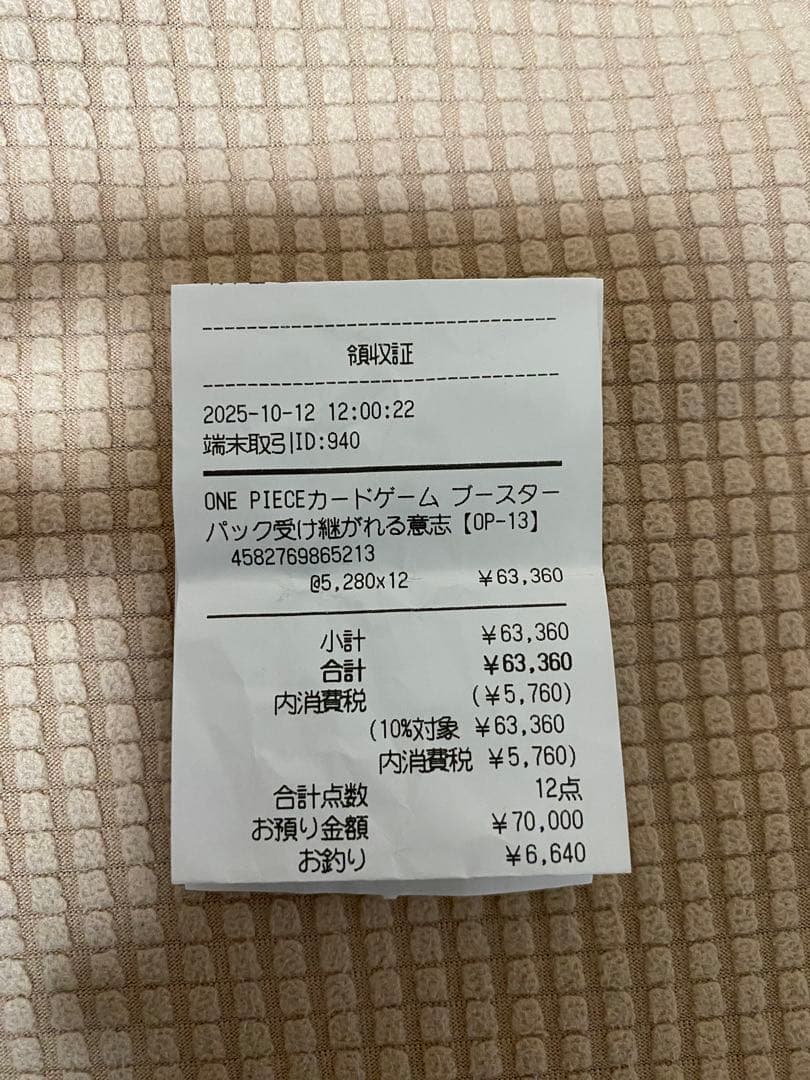 領収証
2025-10-12 12:00:22
端末取引ID:940
ONE PIECEカードゲーム ブースター
パック受け継がれる意志【OP-13】
4582769865213
@5,280x12 ¥63,360
小計 ¥63,360
合計 ¥63,360
内消費税 (¥5,760)
(10%対象 ¥63,360
内消費税 ¥5,760)
合計点数 12点
お預り金額 ¥70,000
お釣り ¥6,640